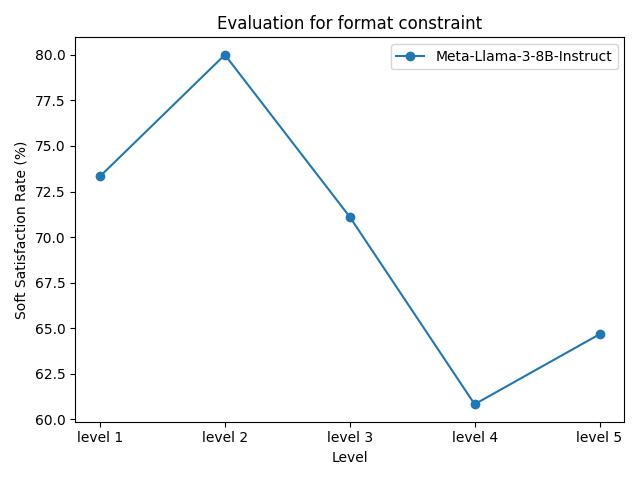 Evaluation for format constraint
Meta-Llama-3-8B-Instruct
Soft Satisfaction Rate (%)
80.0
77.5
75.0
72.5
70.0
67.5
65.0
62.5
60.0
level 1 level 2 level 3 level 4 level 5
Level